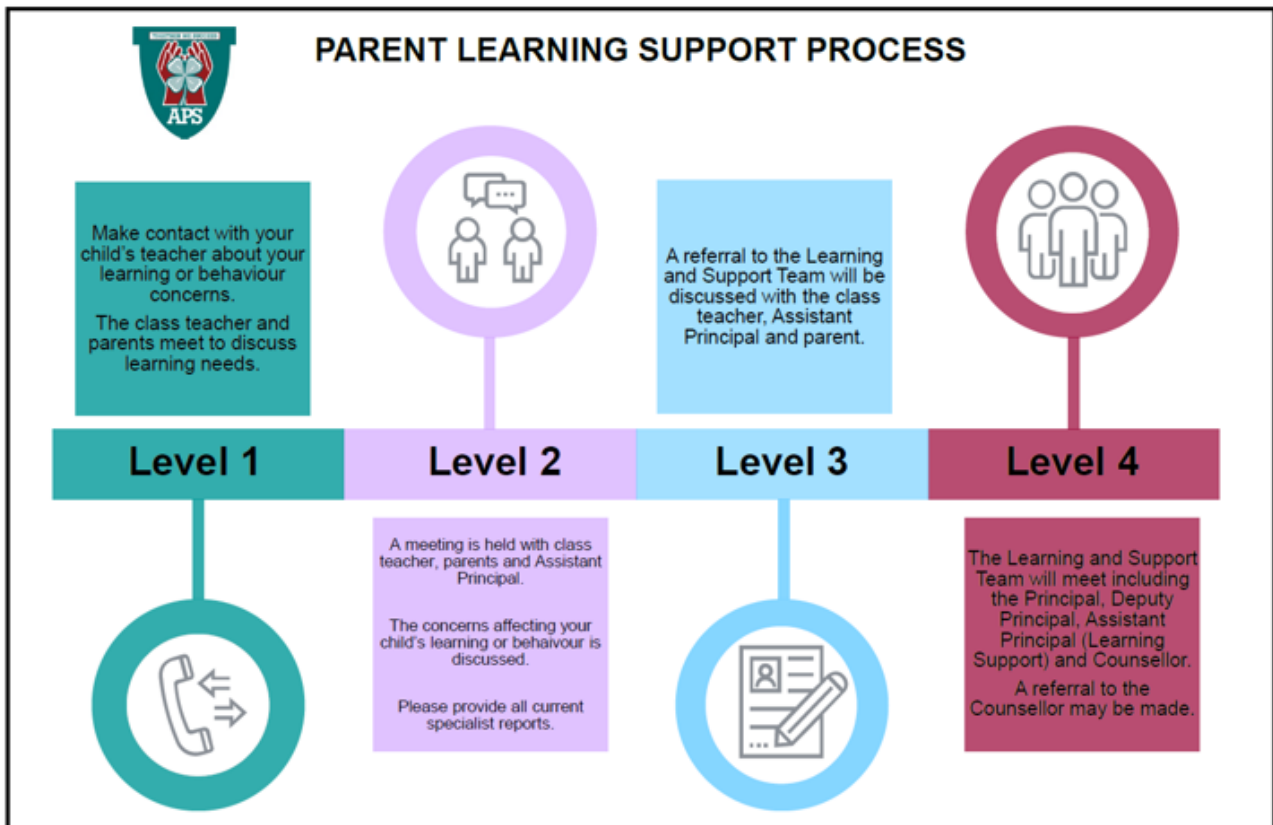 TOGETHER WE SUCCEED
APS
PARENT LEARNING SUPPORT PROCESS
Make contact with your
child's teacher about your
learning or behaviour
concerns.
The class teacher and
parents meet to discuss
learning needs.
Level 1
Level 2
A meeting is held with class
teacher, parents and Assistant
Principal.
The concerns affecting your
child's learning or behaivour is
discussed.
Please provide all current
specialist reports.
A referral to the Learning
and Support Team will be
discussed with the class
teacher, Assistant
Principal and parent.
Level 3
Level 4
The Learning and Support
Team will meet including
the Principal, Deputy
Principal, Assistant
Principal (Learning
Support) and Counsellor.
A referral to the
Counsellor may be made.